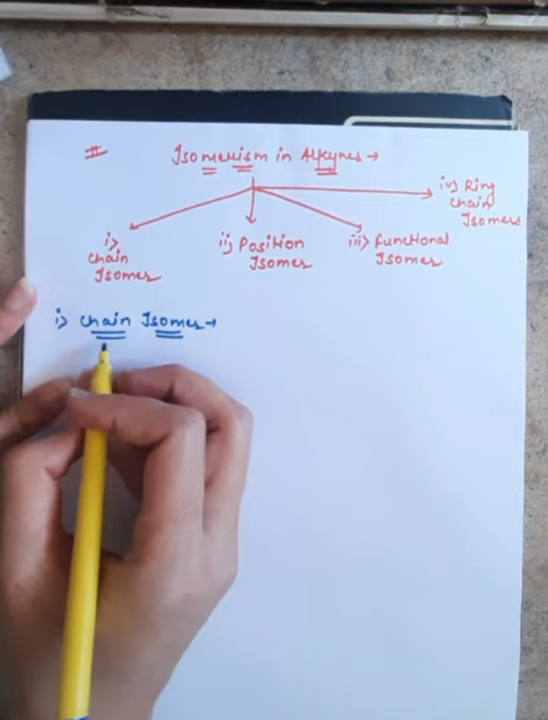 II Isomerism in Alkynes →
i) Chain Isomer
ii) Position Isomer
iii) functional Isomer
iv) Ring Chain Isomers
i) Chain Isomer →